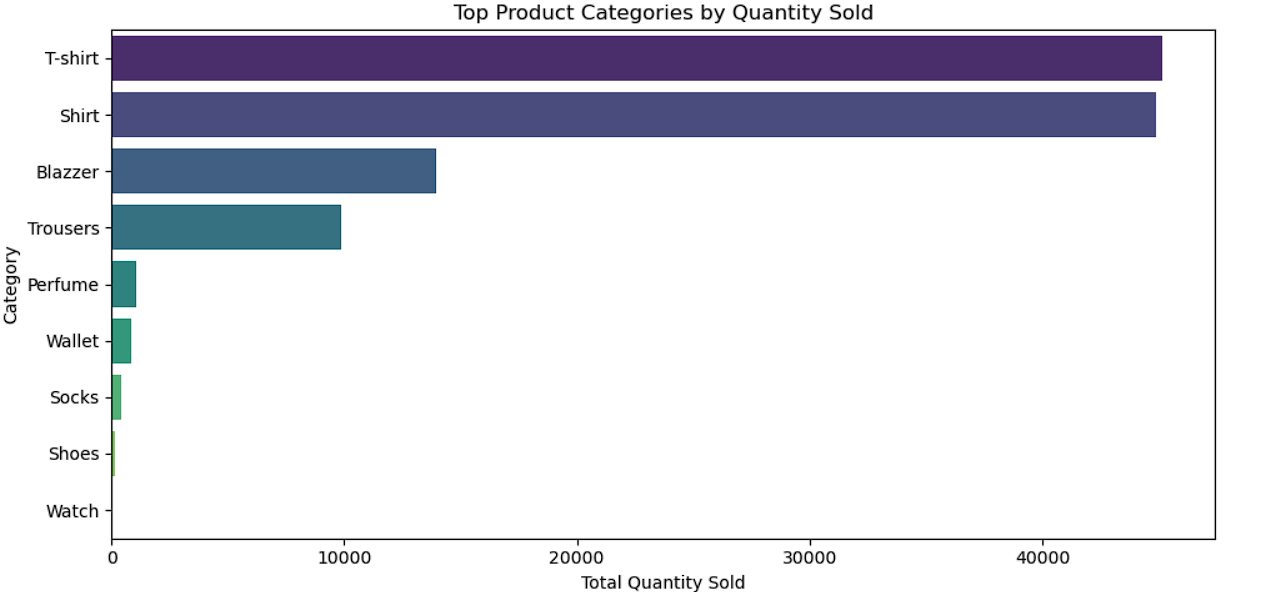 Top Product Categories by Quantity Sold
T-shirt
Shirt
Blazzer
Trousers
Perfume
Wallet
Socks
Shoes
Watch
Category
0 10000 20000 30000 40000
Total Quantity Sold